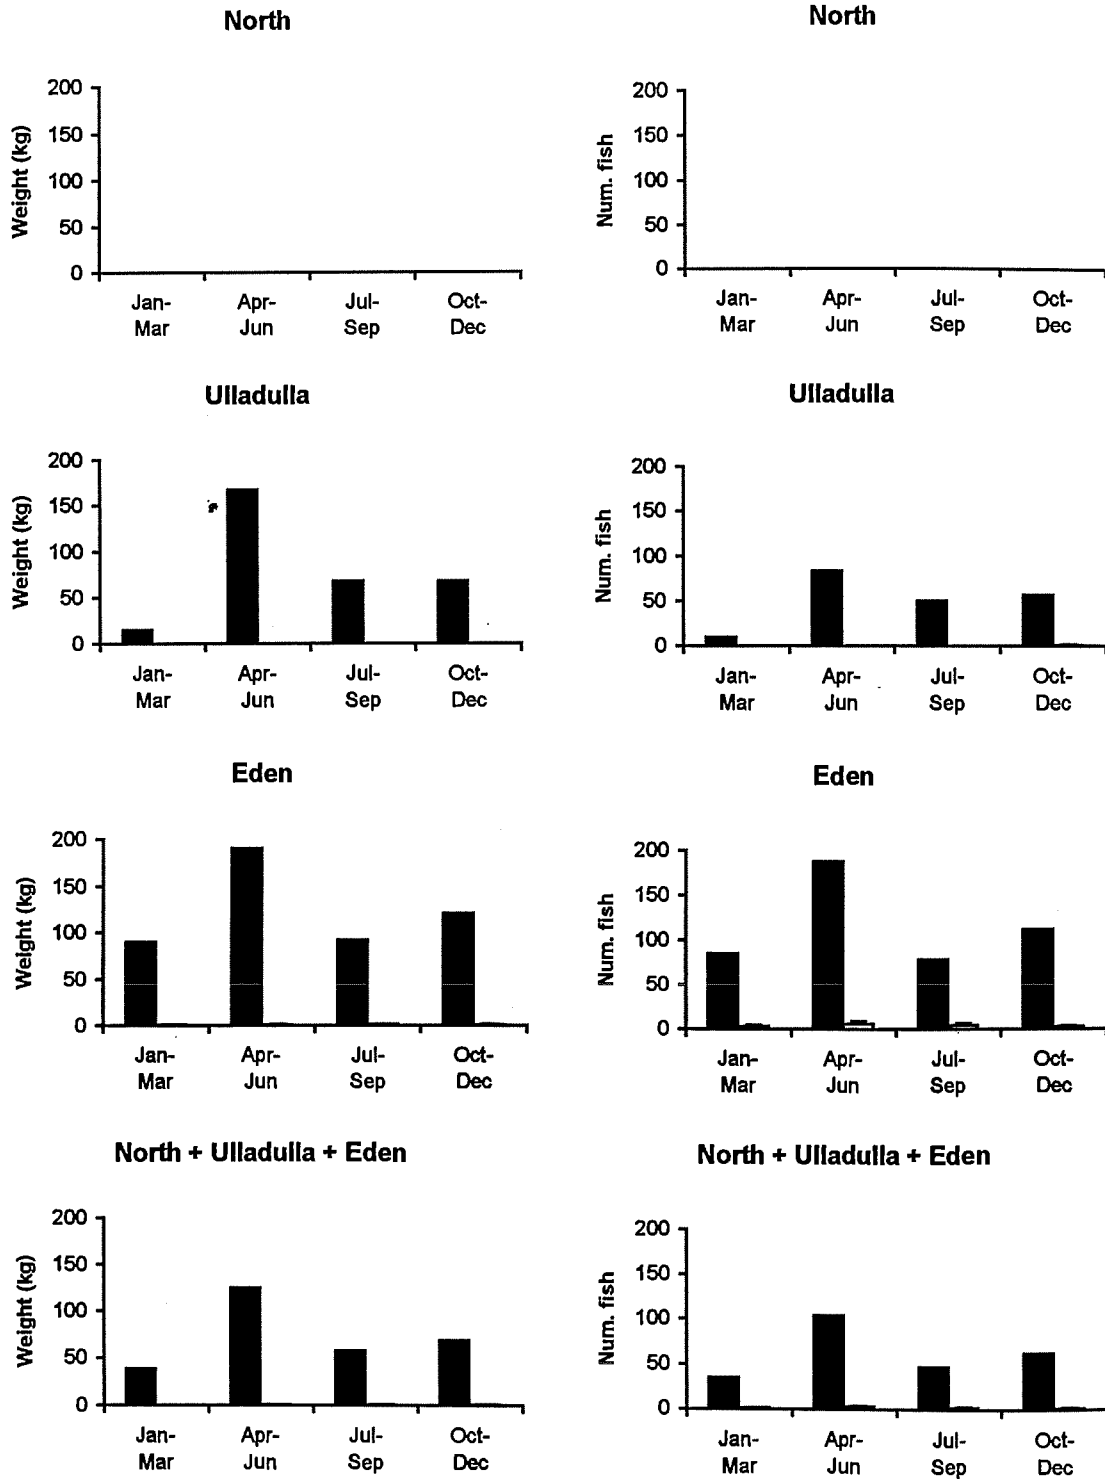 North
200
150
100
50
0
Weight (kg)
Jan-
Mar
Apr-
Jun
Jul-
Sep
Oct-
Dec
North
200
150
100
50
0
Num. fish
Jan-
Mar
Apr-
Jun
Jul-
Sep
Oct-
Dec
Ulladulla
200
150
100
50
0
Weight (kg)
Jan-
Mar
Apr-
Jun
Jul-
Sep
Oct-
Dec
Ulladulla
200
150
100
50
0
Num. fish
Jan-
Mar
Apr-
Jun
Jul-
Sep
Oct-
Dec
Eden
200
150
100
50
0
Weight (kg)
Jan-
Mar
Apr-
Jun
Jul-
Sep
Oct-
Dec
Eden
200
150
100
50
0
Num. fish
Jan-
Mar
Apr-
Jun
Jul-
Sep
Oct-
Dec
North + Ulladulla + Eden
200
150
100
50
0
Weight (kg)
Jan-
Mar
Apr-
Jun
Jul-
Sep
Oct-
Dec
North + Ulladulla + Eden
200
150
100
50
0
Num. fish
Jan-
Mar
Apr-
Jun
Jul-
Sep
Oct-
Dec